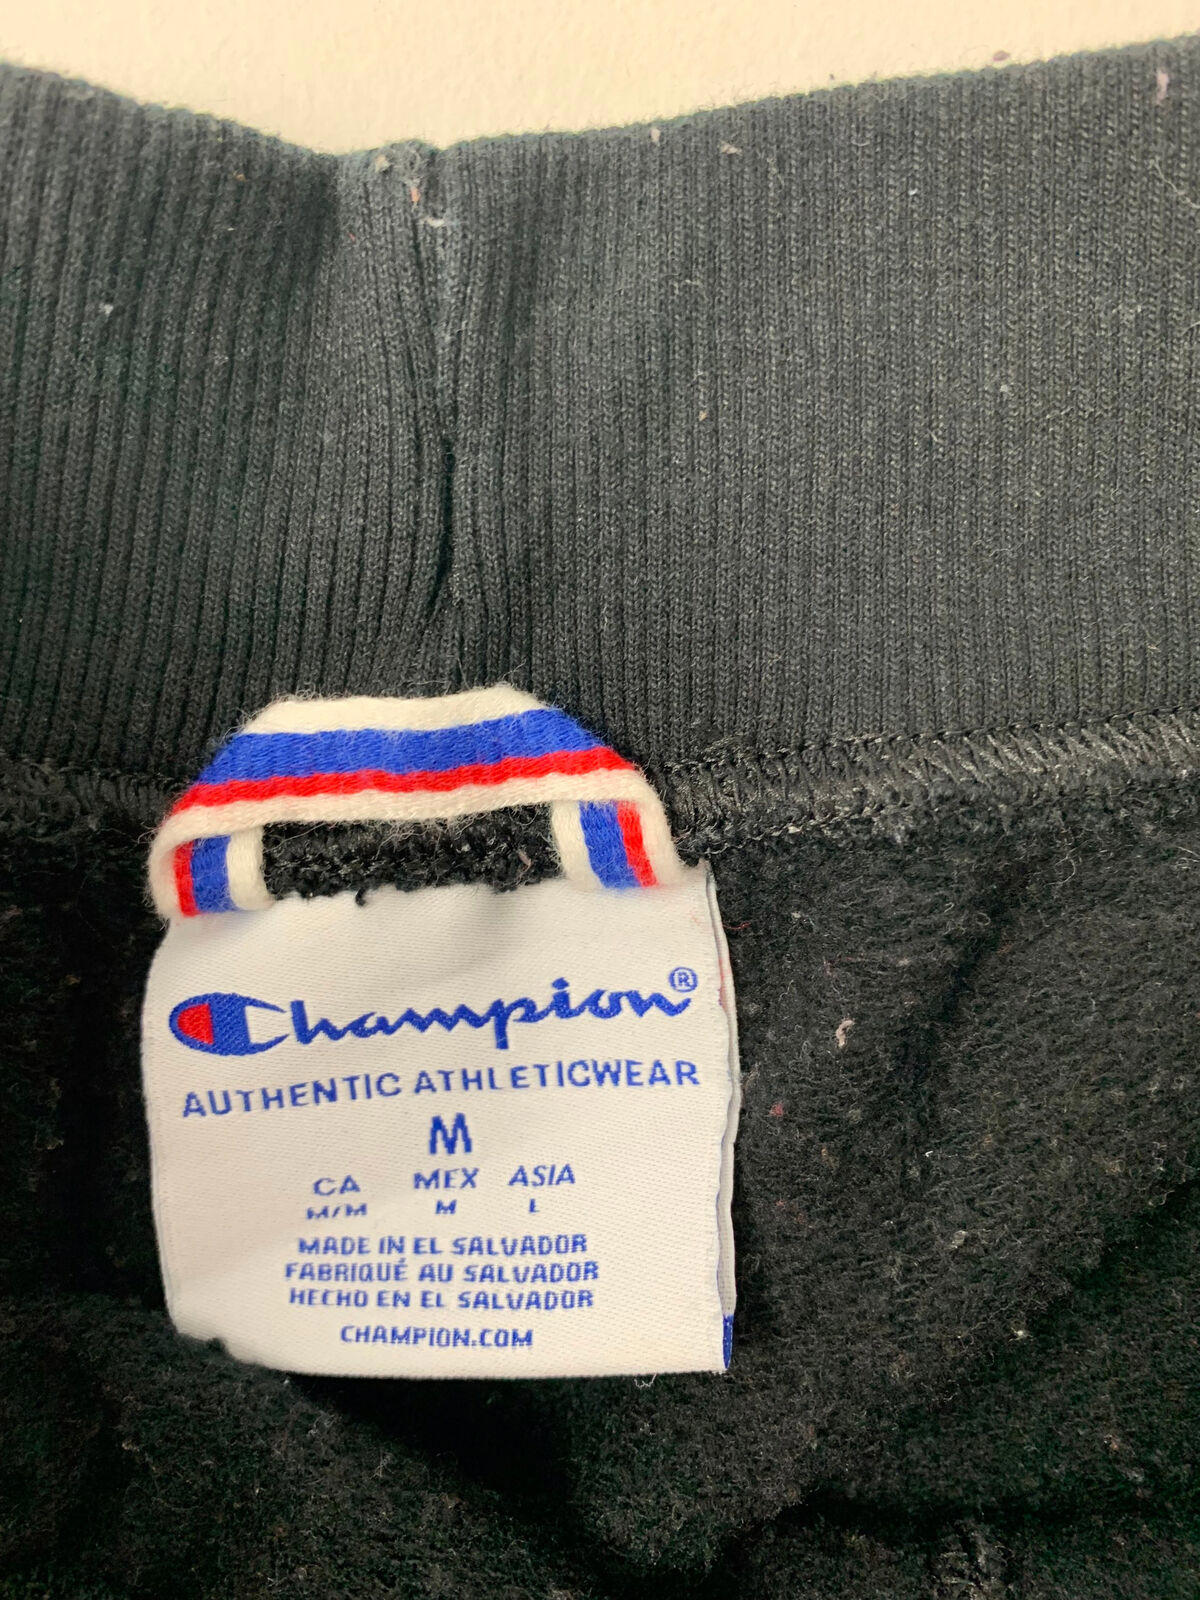 Champion®
AUTHENTIC ATHLETICWEAR
M
CA MEX ASIA
M/M M L
MADE IN EL SALVADOR
FABRIQUÉ AU SALVADOR
HECHO EN EL SALVADOR
CHAMPION.COM